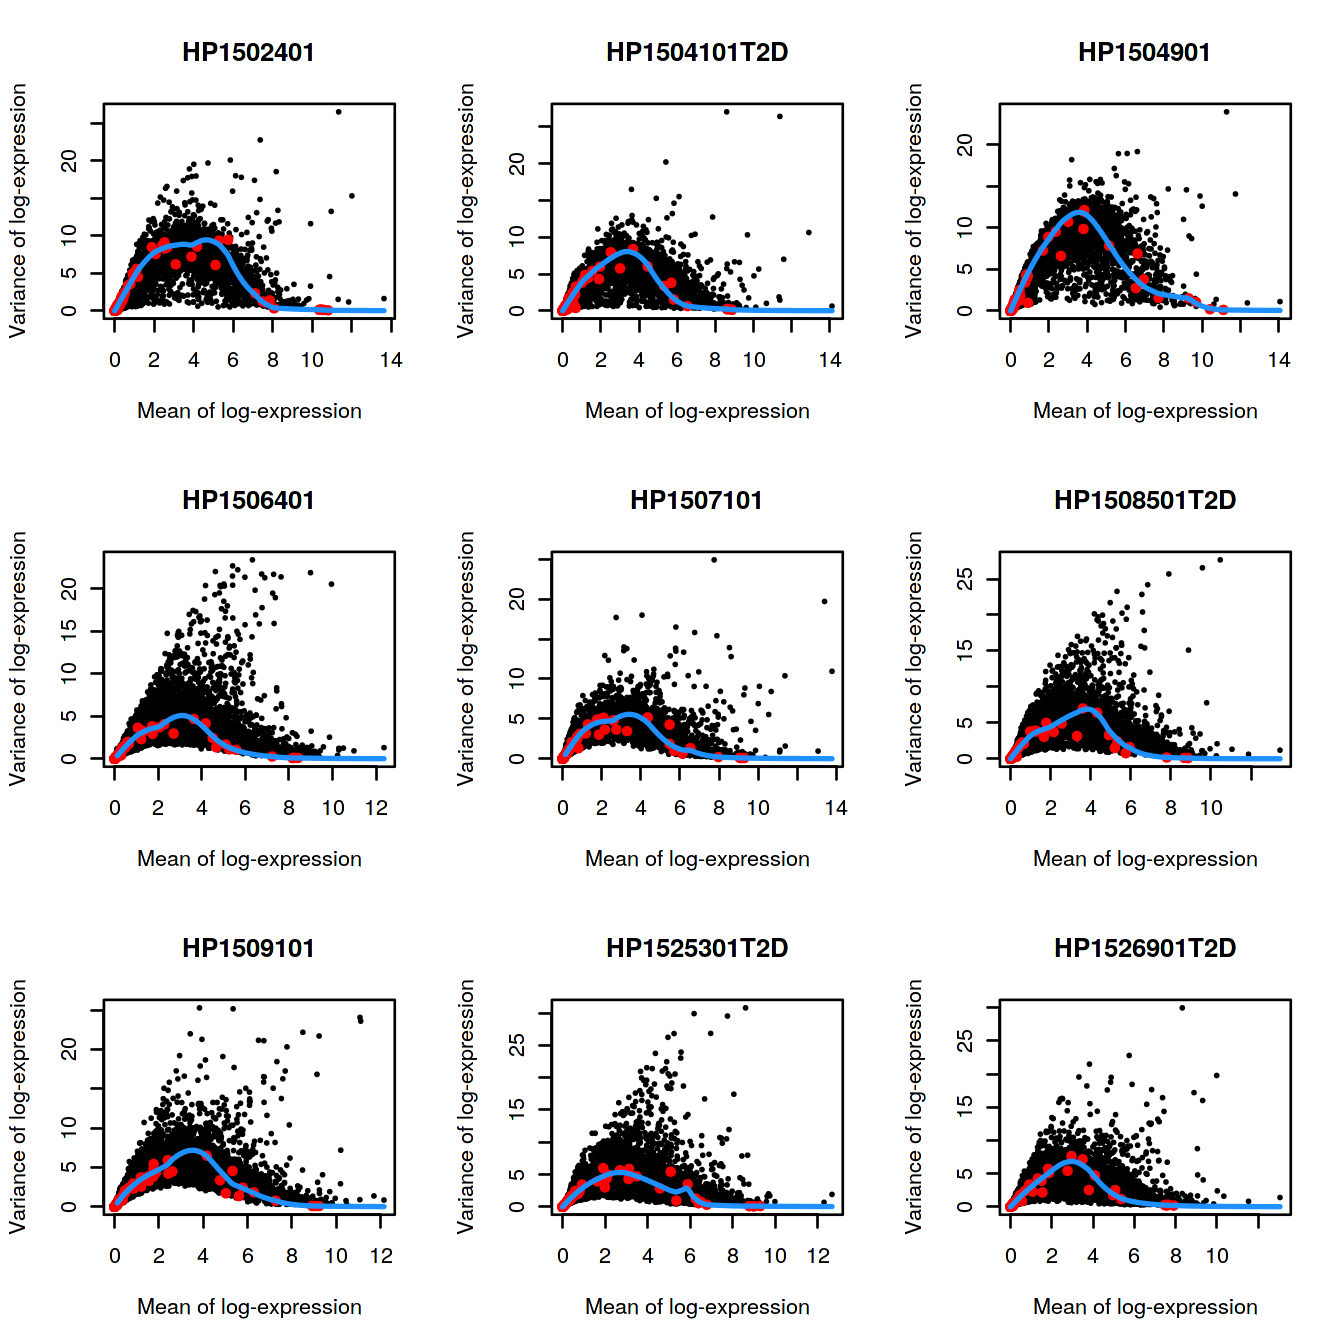 HP1502401
Variance of log-expression
0 5 10 20
0 2 4 6 8 10 14
Mean of log-expression
HP1504101T2D
Variance of log-expression
0 5 10 20
0 2 4 6 8 10 14
Mean of log-expression
HP1504901
Variance of log-expression
0 5 10 20
0 2 4 6 8 10 14
Mean of log-expression
HP1506401
Variance of log-expression
0 5 10 15 20
0 2 4 6 8 10 12
Mean of log-expression
HP1507101
Variance of log-expression
0 5 10 20
0 2 4 6 8 10 14
Mean of log-expression
HP1508501T2D
Variance of log-expression
0 5 15 25
0 2 4 6 8 10
Mean of log-expression
HP1509101
Variance of log-expression
0 5 10 20
0 2 4 6 8 10 12
Mean of log-expression
HP1525301T2D
Variance of log-expression
0 5 15 25
0 2 4 6 8 10 12
Mean of log-expression
HP1526901T2D
Variance of log-expression
0 5 15 25
0 2 4 6 8 10
Mean of log-expression